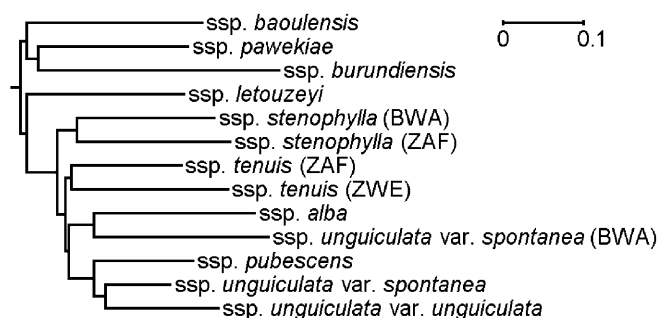 ssp. baoulensis
ssp. pawekiae
ssp. burundiensis
ssp. letouzeyi
ssp. stenophylla (BWA)
ssp. stenophylla (ZAF)
ssp. tenuis (ZAF)
ssp. tenuis (ZWE)
ssp. alba
ssp. unguiculata var. spontanea (BWA)
ssp. pubescens
ssp. unguiculata var. spontanea
ssp. unguiculata var. unguiculata
0 0.1